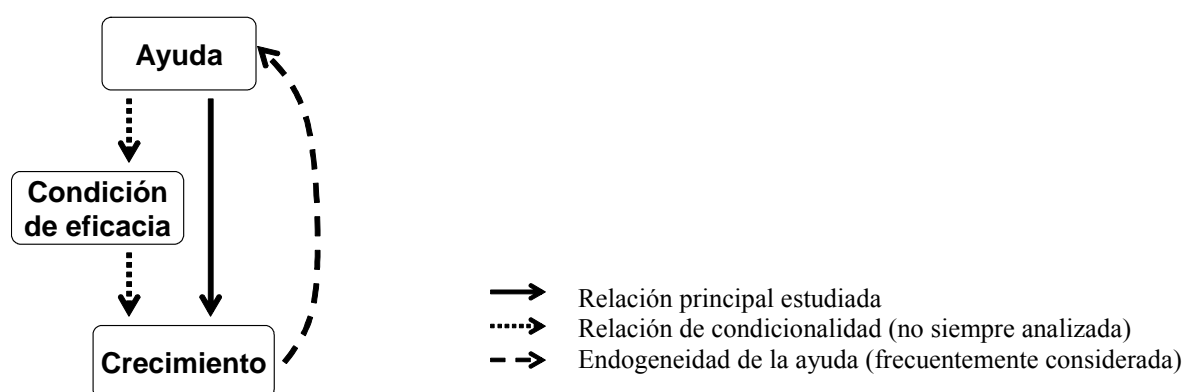 Ayuda
Condición
de eficacia
Crecimiento
Relación principal estudiada
Relación de condicionalidad (no siempre analizada)
Endogeneidad de la ayuda (frecuentemente considerada)